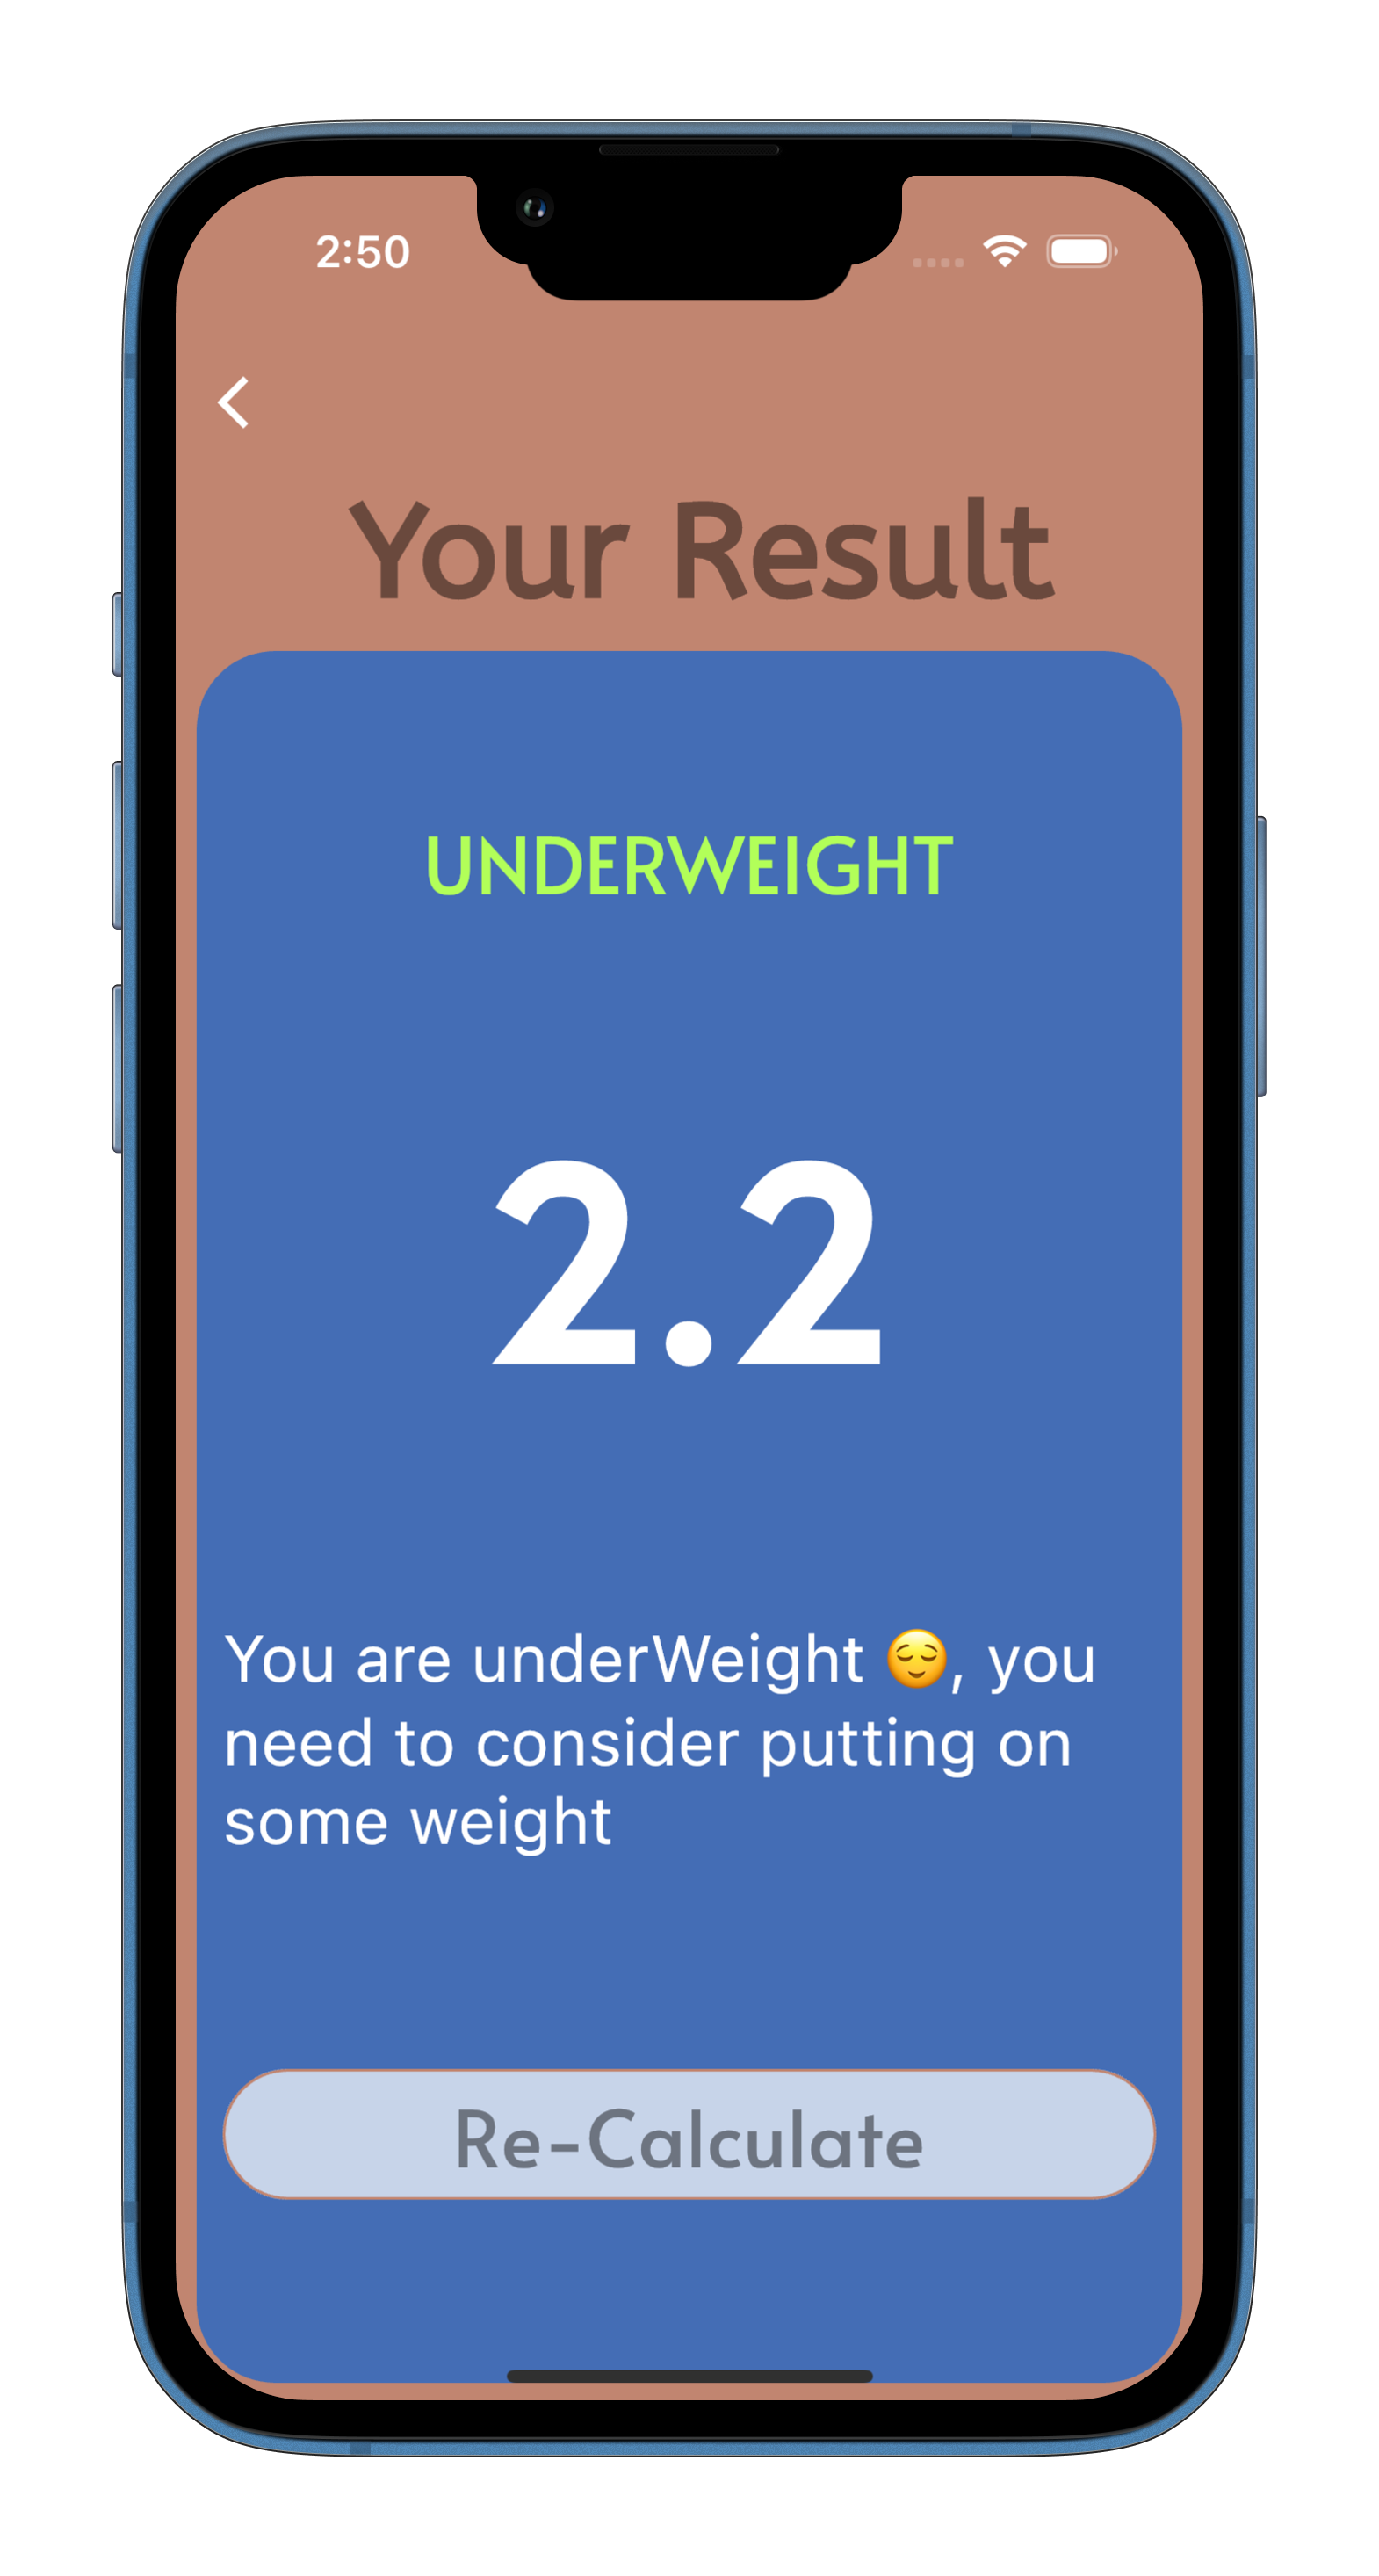 2:50
Your Result
UNDERWEIGHT
2.2
You are underWeight 😌, you
need to consider putting on
some weight
Re-Calculate